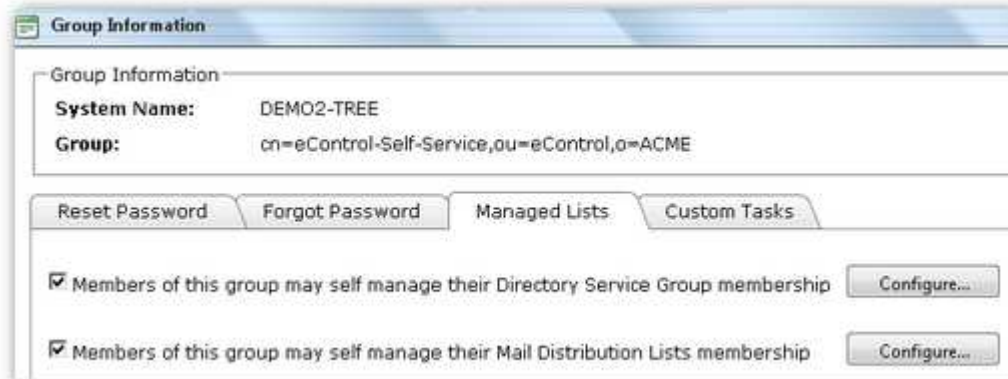 Group Information
Group Information
System Name: DEMO2-TREE
Group: cn=eControl-Self-Service,ou=eControl,o=ACME
Reset Password Forgot Password Managed Lists Custom Tasks
Members of this group may self manage their Directory Service Group membership Configure...
Members of this group may self manage their Mail Distribution Lists membership Configure...